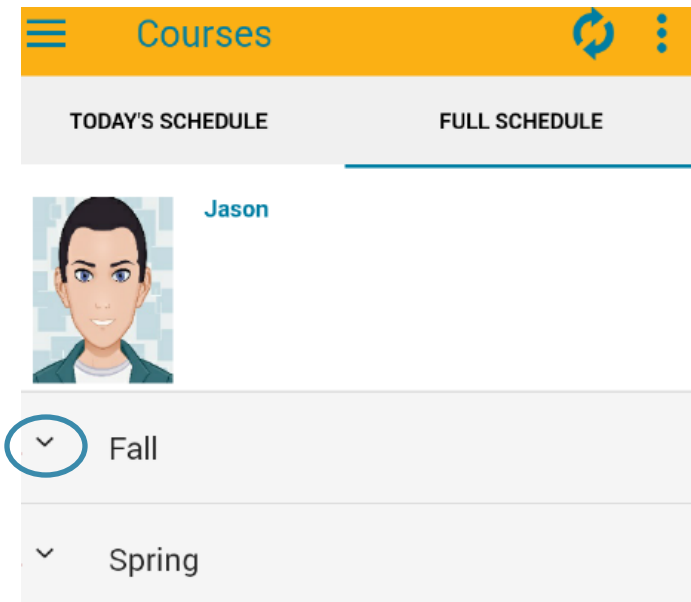 Courses
TODAY'S SCHEDULE FULL SCHEDULE
Jason
Fall
Spring